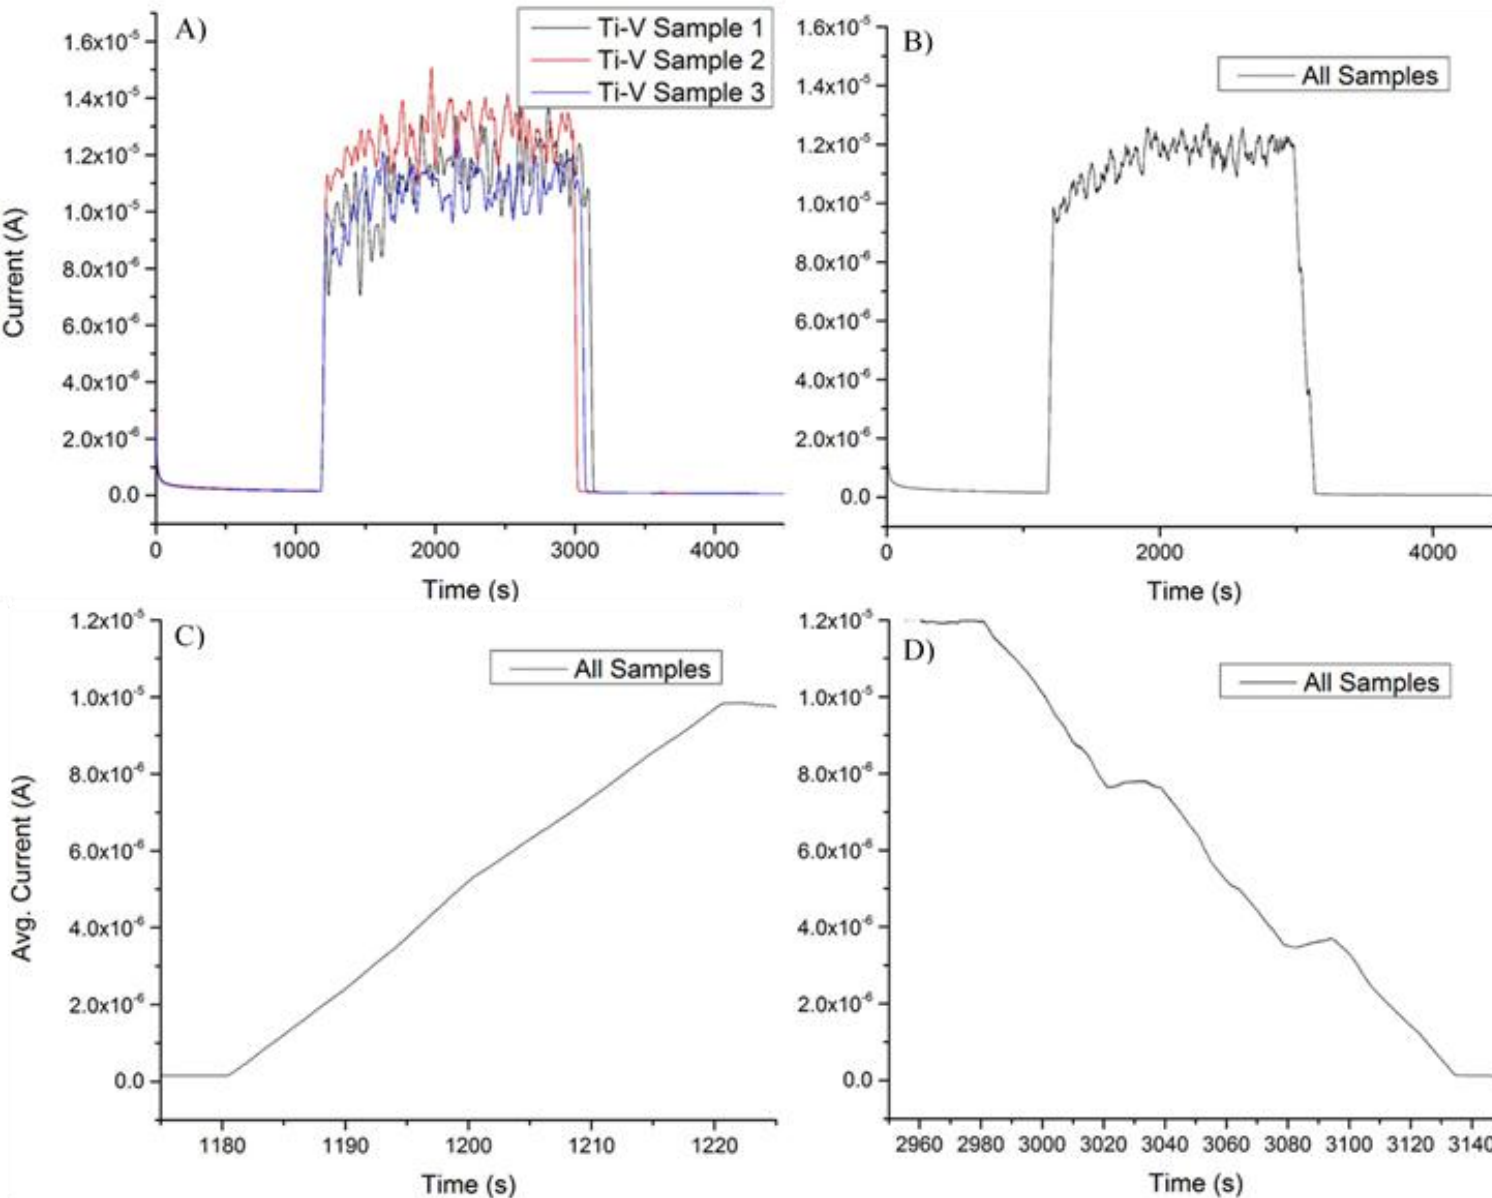 A)
Ti-V Sample 1
Ti-V Sample 2
Ti-V Sample 3
1.6x10⁻⁵
1.4x10⁻⁵
1.2x10⁻⁵
1.0x10⁻⁵
8.0x10⁻⁶
6.0x10⁻⁶
4.0x10⁻⁶
2.0x10⁻⁶
0.0
Current (A)
0 1000 2000 3000 4000
Time (s)
B)
All Samples
1.6x10⁻⁵
1.4x10⁻⁵
1.2x10⁻⁵
1.0x10⁻⁵
8.0x10⁻⁶
6.0x10⁻⁶
4.0x10⁻⁶
2.0x10⁻⁶
0.0
0 2000 4000
Time (s)
C)
All Samples
1.2x10⁻⁵
1.0x10⁻⁵
8.0x10⁻⁶
6.0x10⁻⁶
4.0x10⁻⁶
2.0x10⁻⁶
0.0
Avg. Current (A)
1180 1190 1200 1210 1220
Time (s)
D)
All Samples
1.2x10⁻⁵
1.0x10⁻⁵
8.0x10⁻⁶
6.0x10⁻⁶
4.0x10⁻⁶
2.0x10⁻⁶
0.0
2960 2980 3000 3020 3040 3060 3080 3100 3120 3140
Time (s)